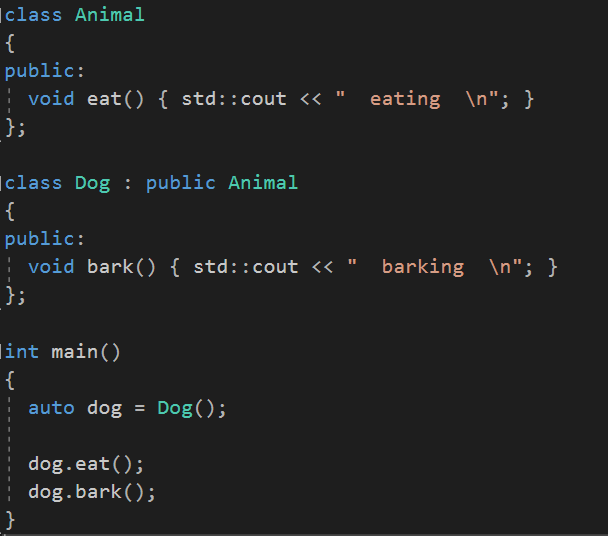 class Animal
{
public:
  void eat() { std::cout << "  eating  \n"; }
};

class Dog : public Animal
{
public:
  void bark() { std::cout << "  barking  \n"; }
};

int main()
{
  auto dog = Dog();

  dog.eat();
  dog.bark();
}